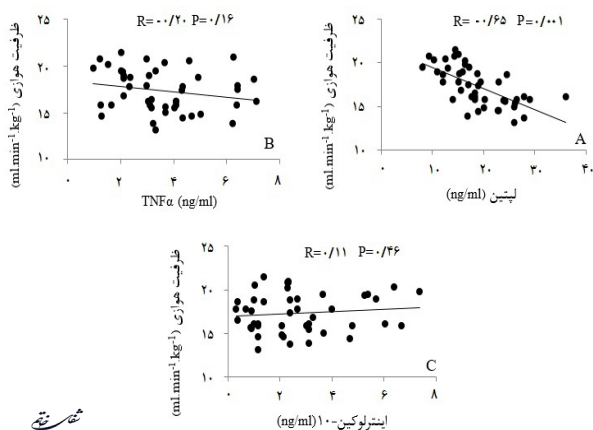 R=-۰/۲۰ P=۰/۱۶
ظرفیت هوازی (ml.min-1.kg-1)
۲۵
۲۰
۱۵
۱۰
B
۰ ۲ ۴ ۶ ۸
TNFα (ng/ml)
R=-۰/۶۵ P=۰/۰۰۱
ظرفیت هوازی (ml.min-1.kg-1)
۲۵
۲۰
۱۵
۱۰
A
۰ ۱۰ ۲۰ ۳۰ ۴۰
لپتین (ng/ml)
R=۰/۱۱ P=۰/۴۶
ظرفیت هوازی (ml.min-1.kg-1)
۲۵
۲۰
۱۵
۱۰
C
۰ ۲ ۴ ۶ ۸
اینترلوکین-۱۰ (ng/ml)
شفای خاتم